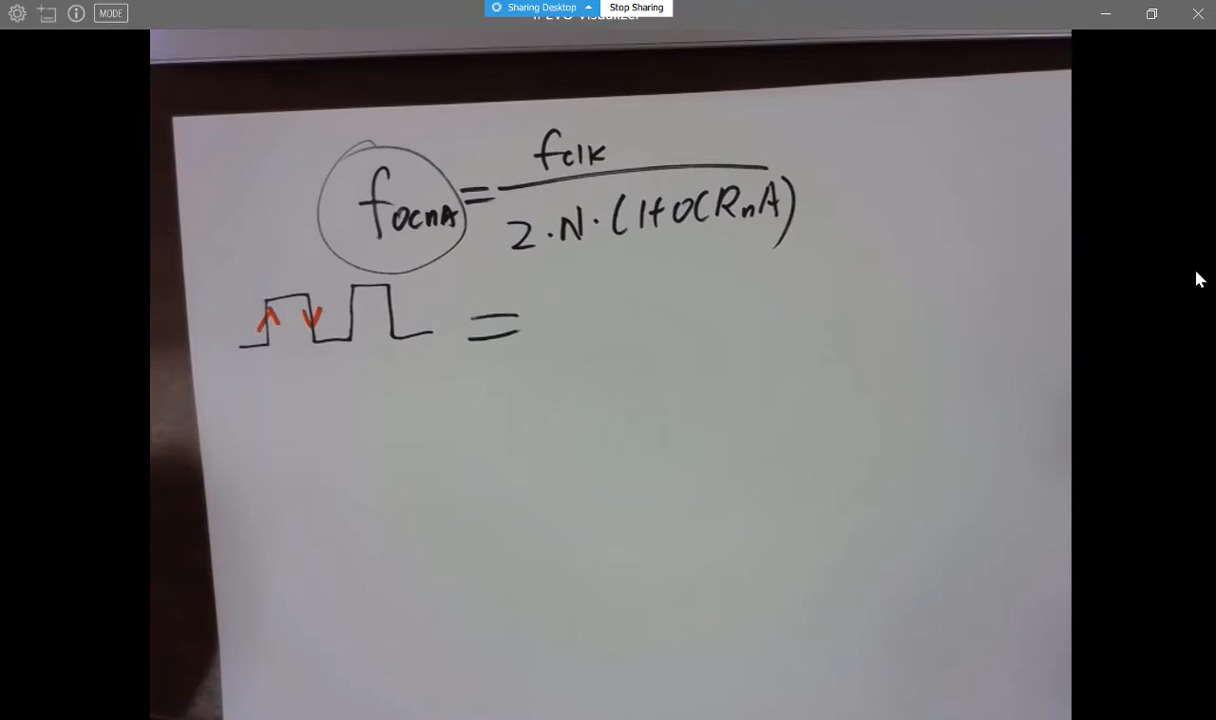 MODE
Sharing Desktop
Stop Sharing
fclk
fOCnA =
2·N·(1+OCRnA)
=